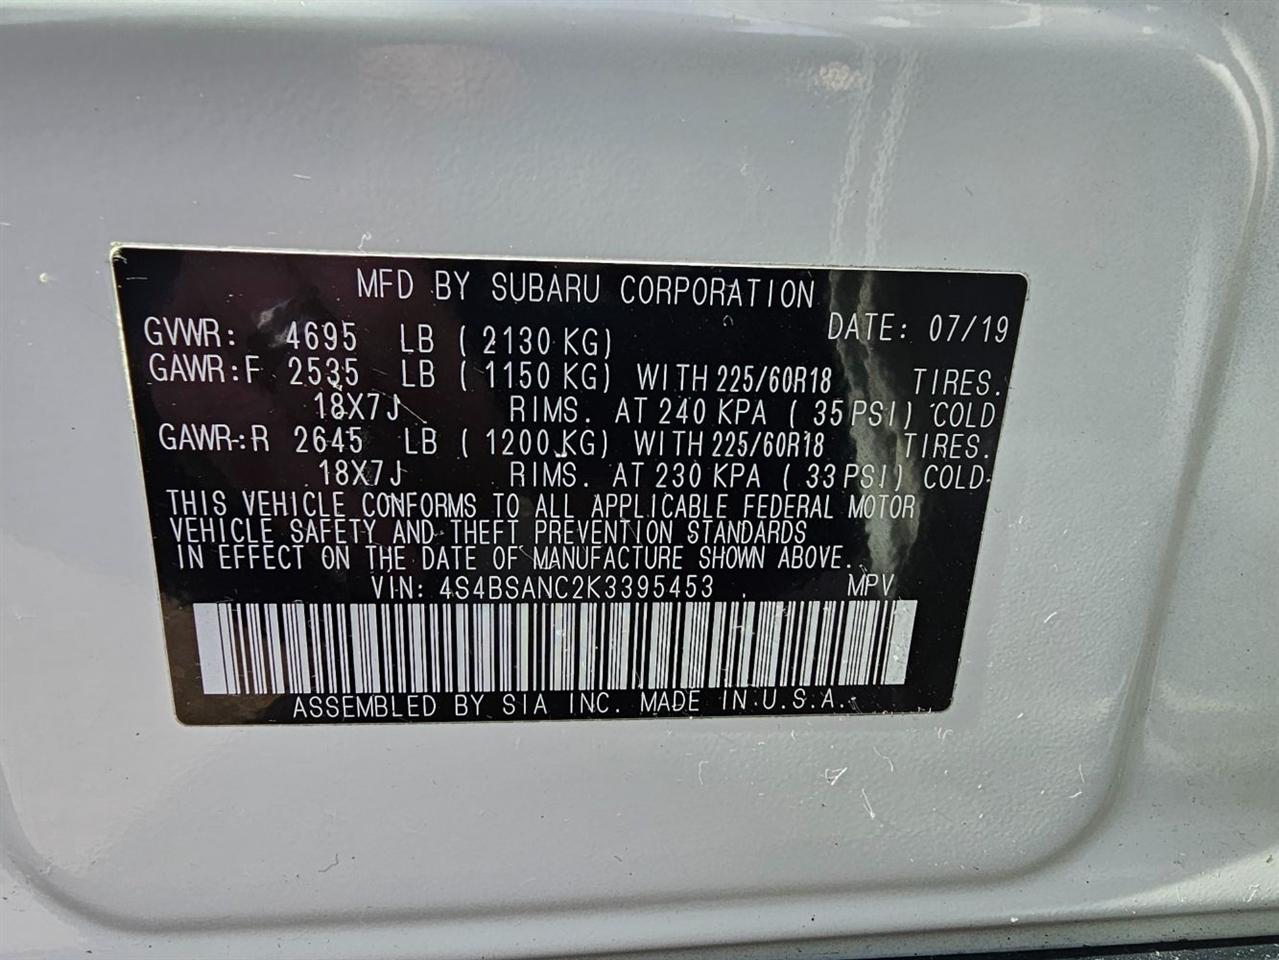 MFD BY SUBARU CORPORATION
GVWR: 4695 LB ( 2130 KG) DATE: 07/19
GAWR:F 2535 LB ( 1150 KG) WITH 225/60R18 TIRES.
18X7J RIMS. AT 240 KPA ( 35 PSI) COLD
GAWR:R 2645 LB ( 1200 KG) WITH 225/60R18 TIRES.
18X7J RIMS. AT 230 KPA ( 33 PSI) COLD.
THIS VEHICLE CONFORMS TO ALL APPLICABLE FEDERAL MOTOR
VEHICLE SAFETY AND THEFT PREVENTION STANDARDS
IN EFFECT ON THE DATE OF MANUFACTURE SHOWN ABOVE.
VIN: 4S4BSANC2K3395453 MPV
ASSEMBLED BY SIA INC. MADE IN U.S.A.